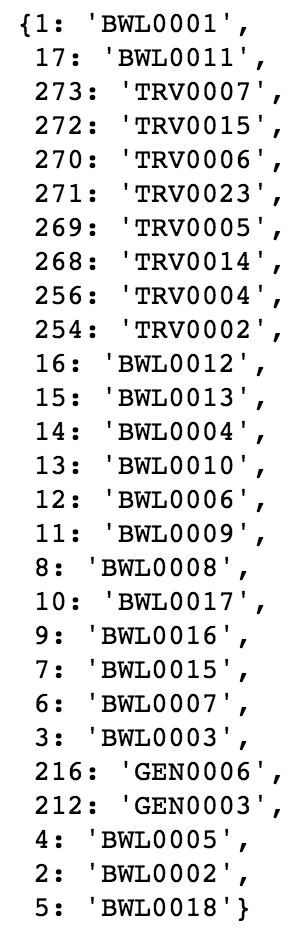 {1: 'BWL0001',
17: 'BWL0011',
273: 'TRV0007',
272: 'TRV0015',
270: 'TRV0006',
271: 'TRV0023',
269: 'TRV0005',
268: 'TRV0014',
256: 'TRV0004',
254: 'TRV0002',
16: 'BWL0012',
15: 'BWL0013',
14: 'BWL0004',
13: 'BWL0010',
12: 'BWL0006',
11: 'BWL0009',
8: 'BWL0008',
10: 'BWL0017',
9: 'BWL0016',
7: 'BWL0015',
6: 'BWL0007',
3: 'BWL0003',
216: 'GEN0006',
212: 'GEN0003',
4: 'BWL0005',
2: 'BWL0002',
5: 'BWL0018'}